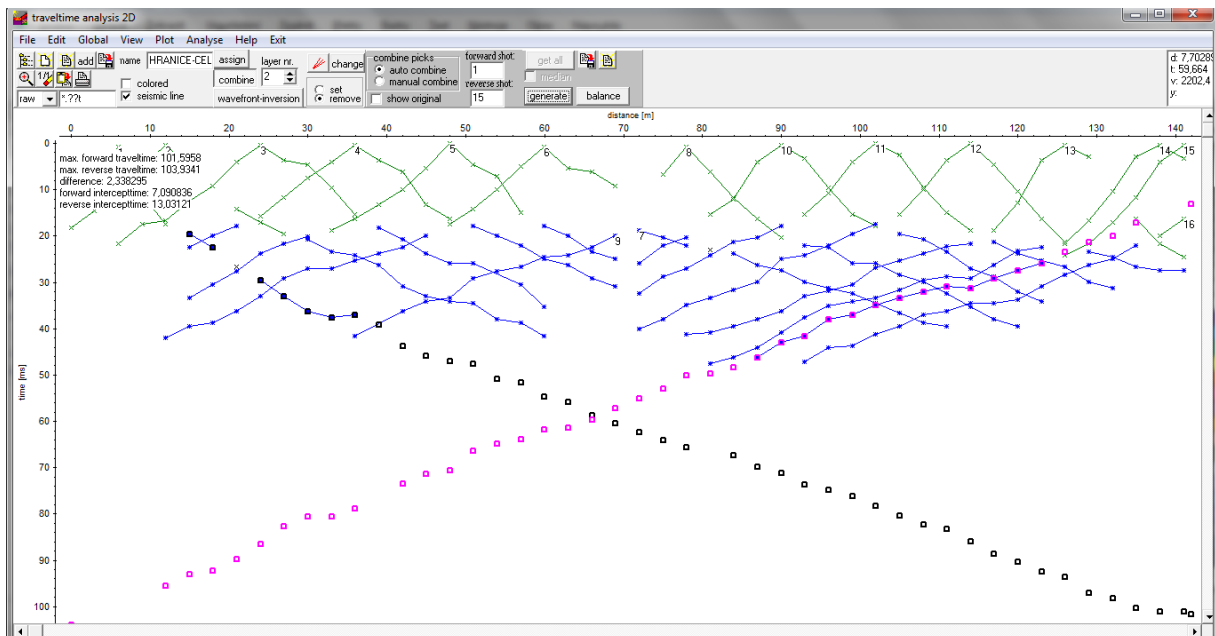 traveltime analysis 2D
File Edit Global View Plot Analyse Help Exit
add name HRANICE-CEL assign layer nr. change combine picks forward shot: get all
colored combine 2 auto combine 1 median
manual combine reverse shot:
raw *.??t seismic line wavefront-inversion set remove show original 15 generate balance
d: 7,70289
t: 59,664
v: 2202,4
y:
distance [m]
0 10 20 30 40 50 60 70 80 90 100 110 120 130 140
max. forward traveltime: 101,5958
max. reverse traveltime: 103,9341
difference: 2,338295
forward intercepttime: 7,090836
reverse intercepttime: 13,03121
3 4 5 6 8 10 11 12 13 14 15
16
9 7
time [ms]
0
10
20
30
40
50
60
70
80
90
100